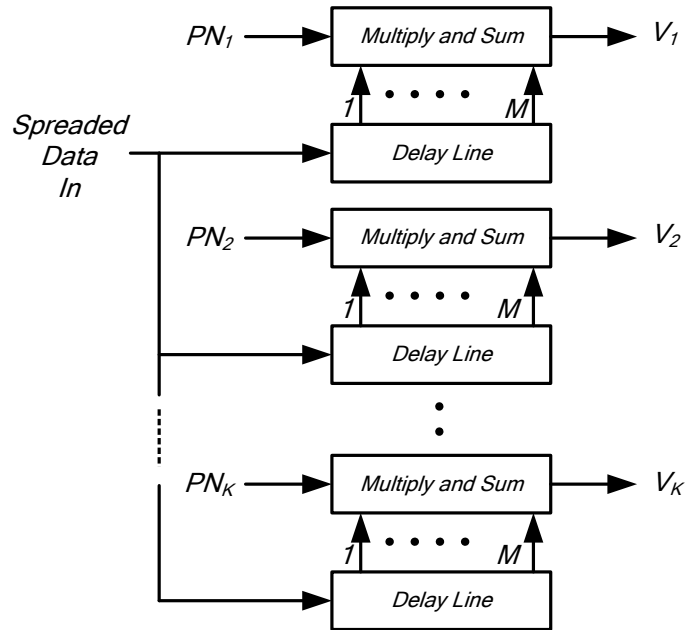 PN1 Multiply and Sum V1
1 M
Spreaded
Data
In
Delay Line
PN2 Multiply and Sum V2
1 M
Delay Line
PNK Multiply and Sum VK
1 M
Delay Line